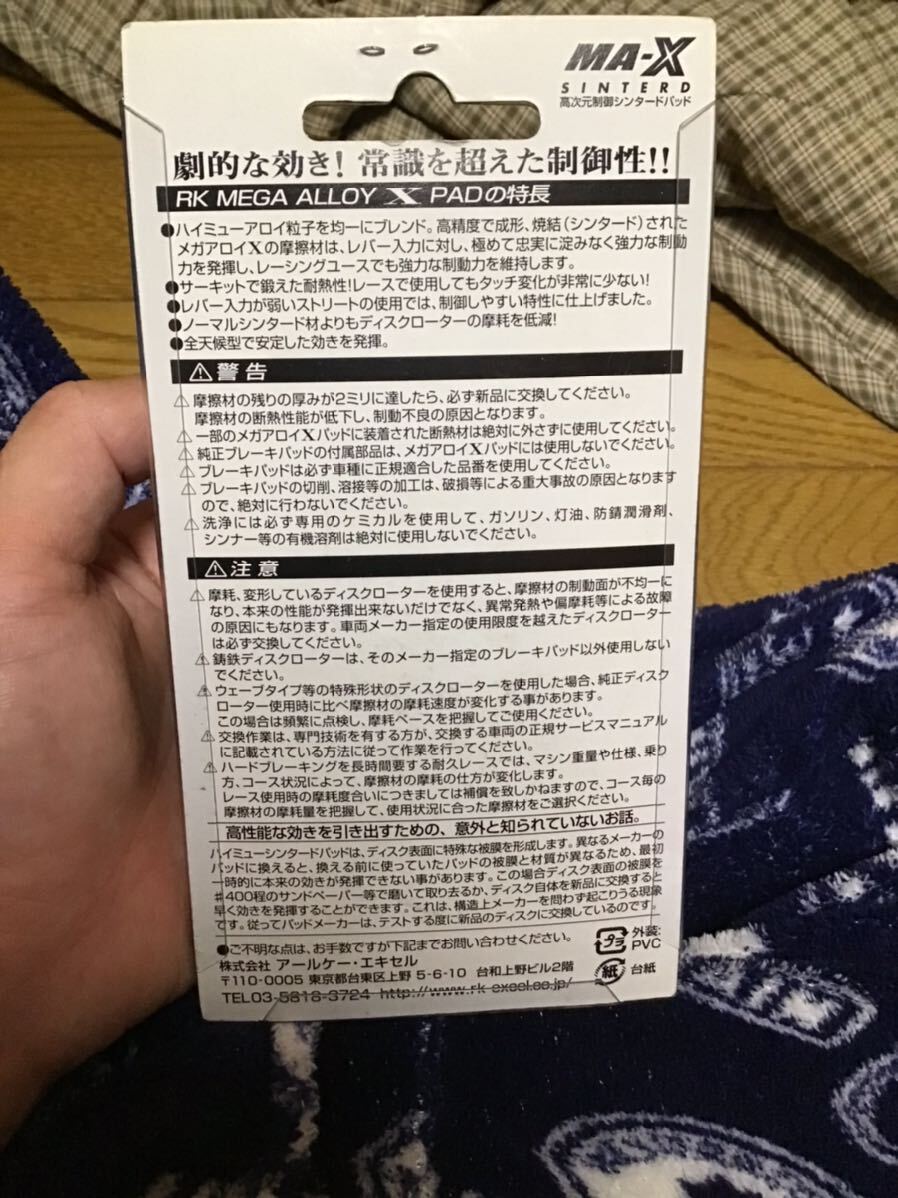 MA-X
SINTERD
高次元制御シンタードパッド
劇的な効き! 常識を超えた制御性!!
RK MEGA ALLOY X PADの特長
●ハイミューアロイ粒子を均一にブレンド。高精度で成形、焼結(シンタード)された
メガアロイXの摩擦材は、レバー入力に対し、極めて忠実に淀みなく強力な制動
力を発揮し、レーシングユースでも強力な制動力を維持します。
●サーキットで鍛えた耐熱性!レースで使用してもタッチ変化が非常に少ない!
●レバー入力が弱いストリートの使用では、制御しやすい特性に仕上げました。
●ノーマルシンタード材よりもディスクローターの摩耗を低減!
●全天候型で安定した効きを発揮。
⚠警告
⚠摩擦材の残りの厚みが2ミリに達したら、必ず新品に交換してください。
摩擦材の断熱性能が低下し、制動不良の原因となります。
⚠一部のメガアロイXパッドに装着された断熱材は絶対に外さずに使用してください。
⚠純正ブレーキパッドの付属部品は、メガアロイXパッドには使用しないでください。
⚠ブレーキパッドは必ず車種に正規適合した品番を使用してください。
⚠ブレーキパッドの切削、溶接等の加工は、破損等による重大事故の原因となります
ので、絶対に行わないでください。
⚠洗浄には必ず専用のケミカルを使用して、ガソリン、灯油、防錆潤滑剤、
シンナー等の有機溶剤は絶対に使用しないでください。
⚠注意
⚠摩耗、変形しているディスクローターを使用すると、摩擦材の制動面が不均一に
なり、本来の性能が発揮出来ないだけでなく、異常発熱や偏摩耗等による故障
の原因にもなります。車両メーカー指定の使用限度を越えたディスクローター
は必ず交換してください。
⚠鋳鉄ディスクローターは、そのメーカー指定のブレーキパッド以外使用しない
でください。
⚠ウェーブタイプ等の特殊形状のディスクローターを使用した場合、純正ディスク
ローター使用時に比べ摩擦材の摩耗速度が変化する事があります。
この場合は頻繁に点検し、摩耗ペースを把握してご使用ください。
⚠交換作業は、専門技術を有する方が、交換する車両の正規サービスマニュアル
に記載されている方法に従って作業を行ってください。
⚠ハードブレーキングを長時間要する耐久レースでは、マシン重量や仕様、乗り
方、コース状況によって、摩擦材の摩耗の仕方が変化します。
レース使用時の摩耗度合いにつきましては補償を致しかねますので、コース毎の
摩擦材の摩耗量を把握して、使用状況に合った摩擦材をご選択ください。
高性能な効きを引き出すための、意外と知られていないお話。
ハイミューシンタードパッドは、ディスク表面に特殊な被膜を形成します。異なるメーカーの
パッドに換えると、換える前に使っていたパッドの被膜と材質が異なるため、最初
一時的に本来の効きが発揮できない事があります。この場合ディスク表面の被膜を
#400程のサンドペーパー等で磨いて取り去るか、ディスク自体を新品に交換すると
早く効きを発揮することができます。これは、構造上メーカーを問わず起こりうる現象
です。従ってパッドメーカーは、テストする度に新品のディスクに交換しているのです。
●ご不明な点は、お手数ですが下記までお問い合わせください。
株式会社 アールケー・エキセル
〒110-0005 東京都台東区上野 5-6-10 台和上野ビル2階
TEL03-5818-3724 http://www.rk-excel.co.jp/
プラ 外装:
PVC
紙 台紙